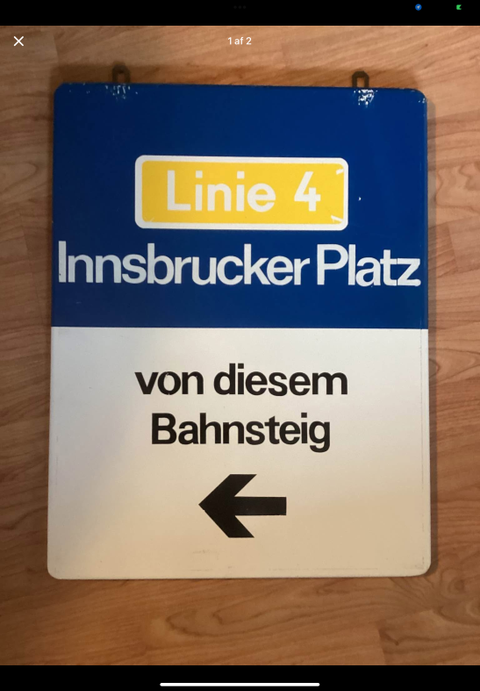 1 af 2
Linie 4
Innsbrucker Platz
von diesem
Bahnsteig